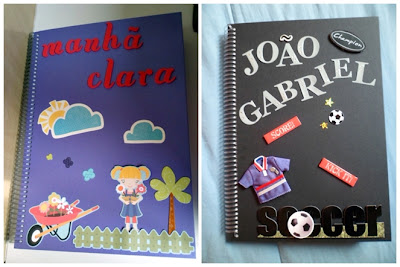 manhã
clara
Champion
JOÃO
GABRIEL
SCORE!
KICK IT!
soccer